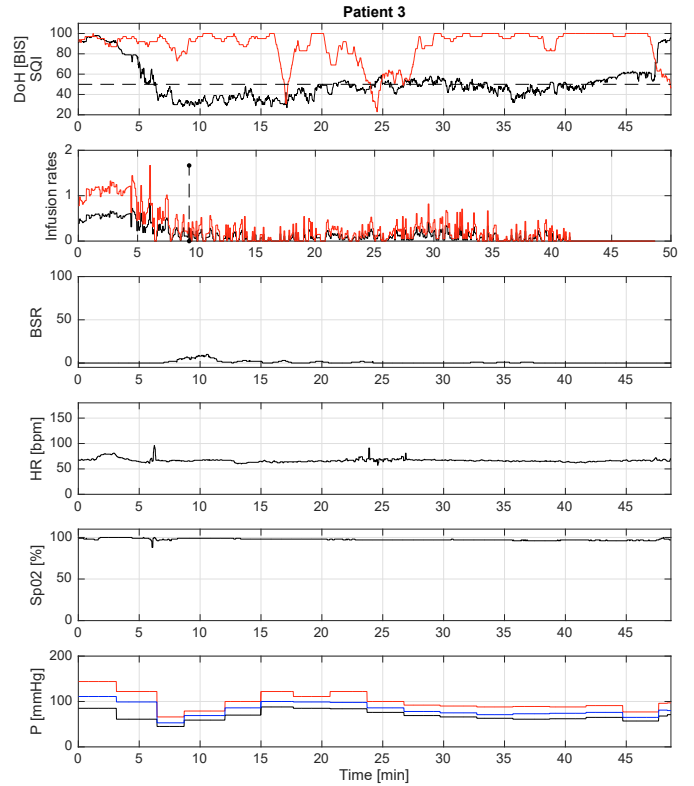 Patient 3
DoH [BIS]
SQI
100
80
60
40
20
0 5 10 15 20 25 30 35 40 45
Infusion rates
2
1
0
0 5 10 15 20 25 30 35 40 45 50
BSR
100
50
0
0 5 10 15 20 25 30 35 40 45
HR [bpm]
150
100
50
0
0 5 10 15 20 25 30 35 40 45
Sp02 [%]
100
50
0
0 5 10 15 20 25 30 35 40 45
P [mmHg]
200
100
0
0 5 10 15 20 25 30 35 40 45
Time [min]